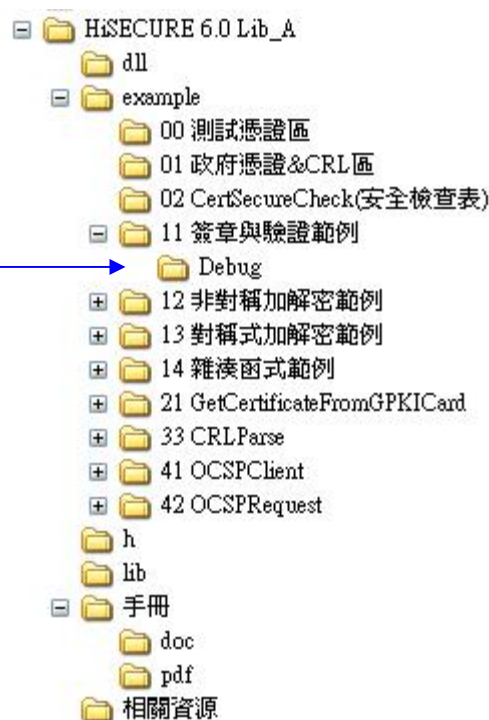 HiSECURE 6.0 Lib_A
dll
example
00 測試憑證區
01 政府憑證&CRL區
02 CertSecureCheck(安全檢查表)
11 簽章與驗證範例
Debug
12 非對稱加解密範例
13 對稱式加解密範例
14 雜湊函式範例
21 GetCertificateFromGPKICard
33 CRLParse
41 OCSPClient
42 OCSPRequest
h
lib
手冊
doc
pdf
相關資源